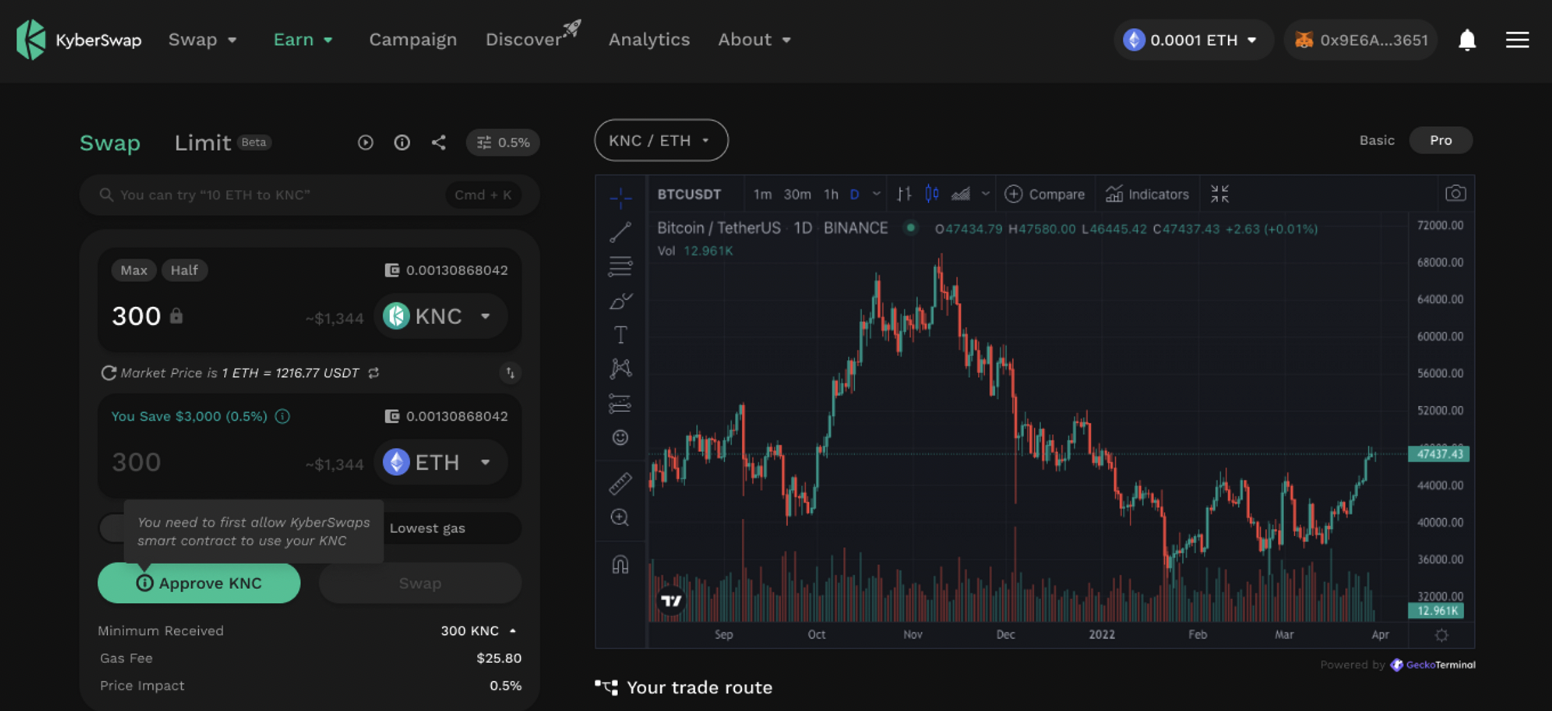 KyberSwap Swap Earn Campaign Discover Analytics About 0.0001 ETH 0x9E6A...3651
Swap Limit Beta 0.5%
You can try “10 ETH to KNC” Cmd + K
Max Half 0.00130868042
300 ~$1,344 KNC
Market Price is 1 ETH = 1216.77 USDT
You Save $3,000 (0.5%) 0.00130868042
300 ~$1,344 ETH
You need to first allow KyberSwaps
smart contract to use your KNC
Lowest gas
Approve KNC Swap
Minimum Received 300 KNC
Gas Fee $25.80
Price Impact 0.5%
KNC / ETH Basic Pro
BTCUSDT 1m 30m 1h D Compare Indicators
Bitcoin / TetherUS · 1D · BINANCE O47434.79 H47580.00 L46445.42 C47437.43 +2.63 (+0.01%)
Vol 12.961K
72000.00
68000.00
64000.00
60000.00
56000.00
52000.00
47437.43
44000.00
40000.00
36000.00
32000.00
12.961K
Sep Oct Nov Dec 2022 Feb Mar Apr
Powered by GeckoTerminal
Your trade route